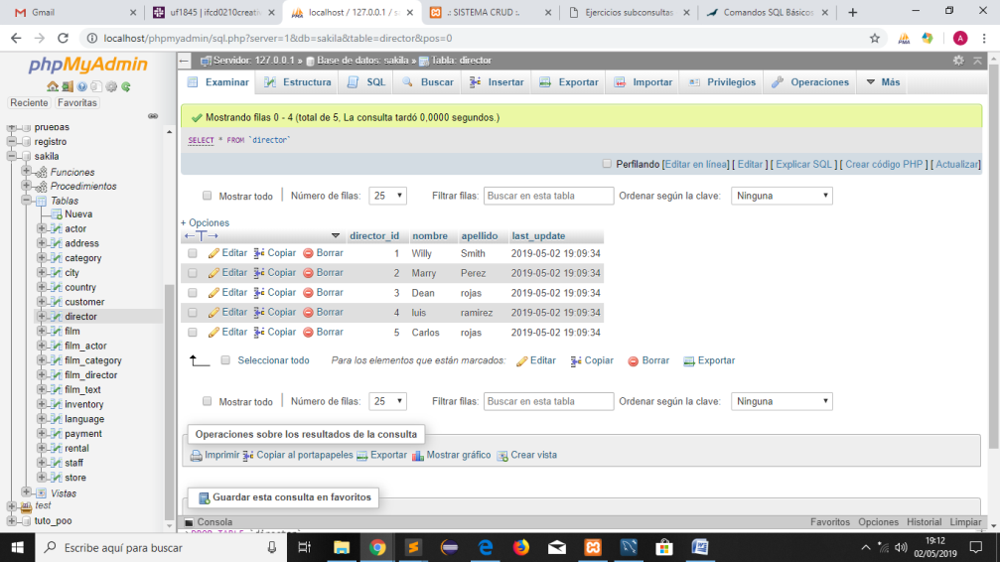 Gmail
uf1845 | ifcd0210creati
localhost / 127.0.0.1 / s
.: SISTEMA CRUD :.
Ejercicios subconsultas
Comandos SQL Básicos
localhost/phpmyadmin/sql.php?server=1&db=sakila&table=director&pos=0
A
phpMyAdmin
Reciente Favoritas
pruebas
registro
sakila
Funciones
Procedimientos
Tablas
Nueva
actor
address
category
city
country
customer
director
film
film_actor
film_category
film_director
film_text
inventory
language
payment
rental
staff
store
Vistas
test
tuto_poo
Servidor: 127.0.0.1 » Base de datos: sakila » Tabla: director
Examinar Estructura SQL Buscar Insertar Exportar Importar Privilegios Operaciones Más
Mostrando filas 0 - 4 (total de 5, La consulta tardó 0,0000 segundos.)
SELECT * FROM `director`
Perfilando [Editar en línea] [ Editar ] [ Explicar SQL ] [ Crear código PHP ] [ Actualizar]
Mostrar todo Número de filas: 25 Filtrar filas: Buscar en esta tabla Ordenar según la clave: Ninguna
+ Opciones
←T→ director_id nombre apellido last_update
Editar Copiar Borrar 1 Willy Smith 2019-05-02 19:09:34
Editar Copiar Borrar 2 Marry Perez 2019-05-02 19:09:34
Editar Copiar Borrar 3 Dean rojas 2019-05-02 19:09:34
Editar Copiar Borrar 4 luis ramirez 2019-05-02 19:09:34
Editar Copiar Borrar 5 Carlos rojas 2019-05-02 19:09:34
Seleccionar todo Para los elementos que están marcados: Editar Copiar Borrar Exportar
Mostrar todo Número de filas: 25 Filtrar filas: Buscar en esta tabla Ordenar según la clave: Ninguna
Operaciones sobre los resultados de la consulta
Imprimir Copiar al portapapeles Exportar Mostrar gráfico Crear vista
Guardar esta consulta en favoritos
Consola Favoritos Opciones Historial Limpiar
>DROP TABLE `director`
Escribe aquí para buscar
19:12
02/05/2019